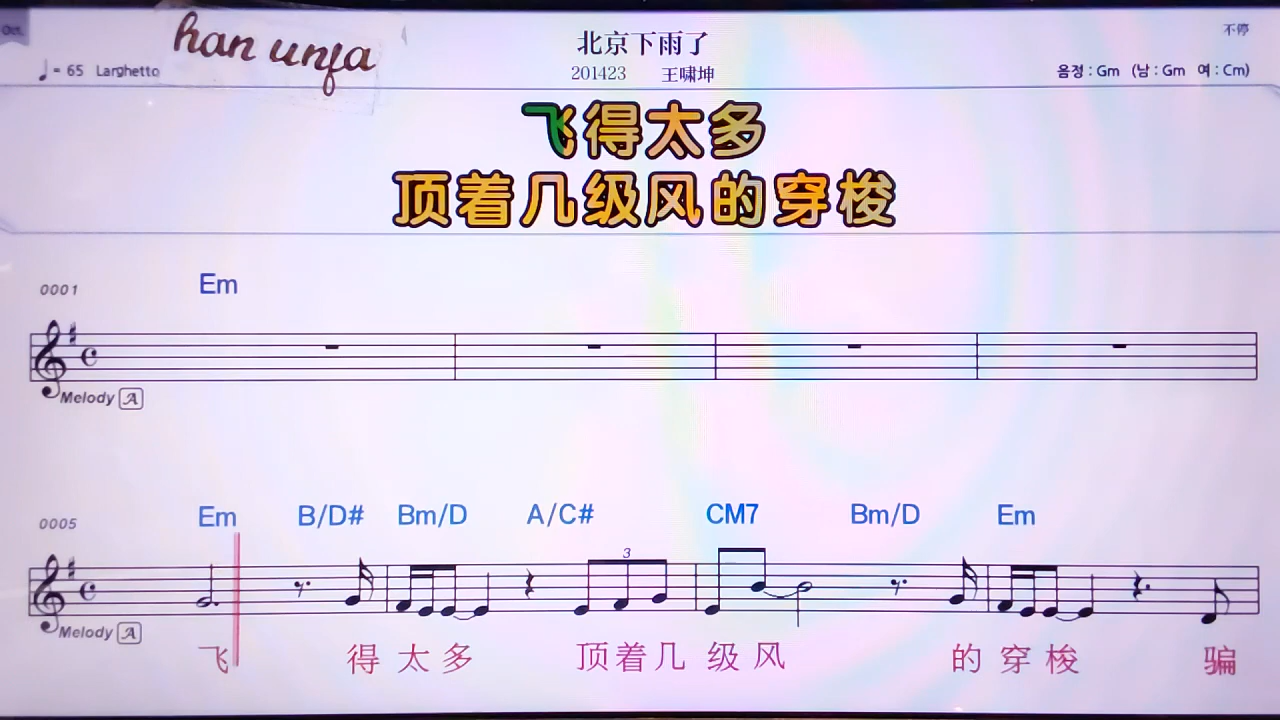 Oct.
han unfa
北京下雨了
不停
= 65 Larghetto
201423 王啸坤
음정 : Gm (남 : Gm 여 : Cm)
飞得太多
顶着几级风的穿梭
0001 Em
Melody A
0005 Em B/D# Bm/D A/C# CM7 Bm/D Em
3
Melody A
飞 得 太 多 顶 着 几 级 风 的 穿 梭 骗